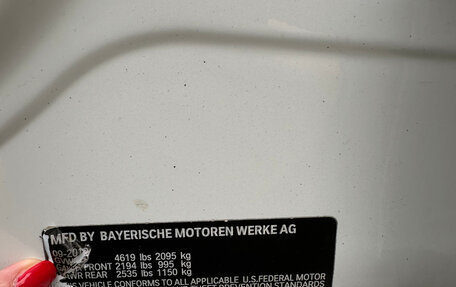 MFD BY BAYERISCHE MOTOREN WERKE AG
4619 lbs 2095 kg
FRONT 2194 lbs 995 kg
REAR 2535 lbs 1150 kg
VEHICLE CONFORMS TO ALL APPLICABLE U.S.FEDERAL MOTOR